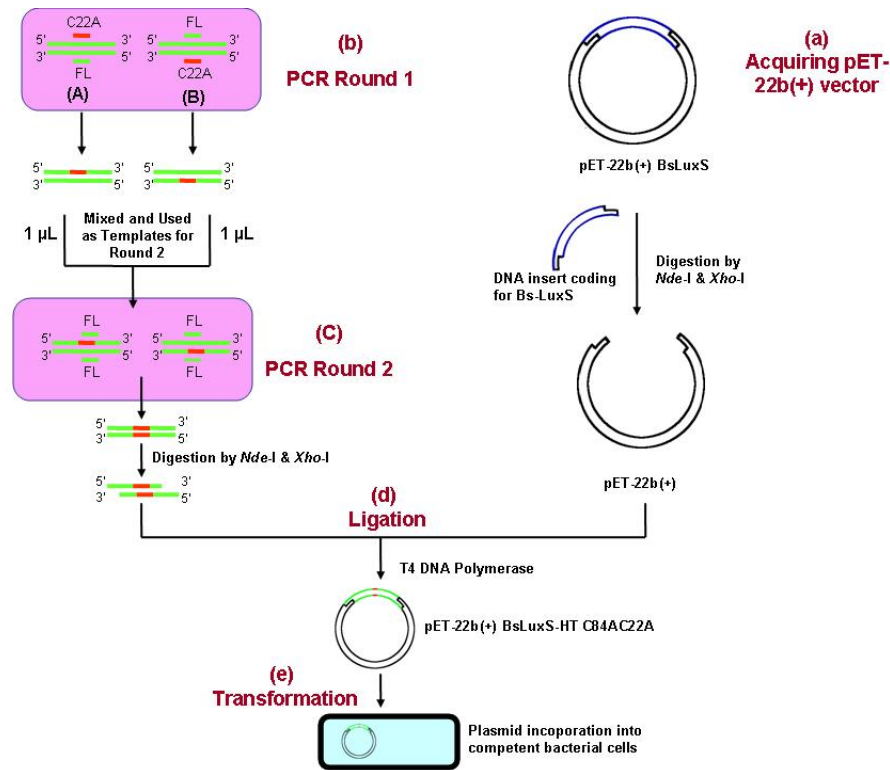 C22A
FL
5'
3'
3'
5'
5'
3'
3'
5'
FL
C22A
(A)
(B)
(b)
PCR Round 1
(a)
Acquiring pET-
22b(+) vector
pET-22b(+) BsLuxS
5'
3'
3'
5'
5'
3'
3'
5'
1 µL
Mixed and Used
as Templates for
Round 2
1 µL
DNA insert coding
for Bs-LuxS
Digestion by
Nde-I & Xho-I
FL
FL
5'
3'
3'
5'
5'
3'
3'
5'
FL
FL
(C)
PCR Round 2
5'
3'
3'
5'
Digestion by Nde-I & Xho-I
5'
3'
3'
5'
pET-22b(+)
(d)
Ligation
T4 DNA Polymerase
pET-22b(+) BsLuxS-HT C84AC22A
(e)
Transformation
Plasmid incoporation into
competent bacterial cells